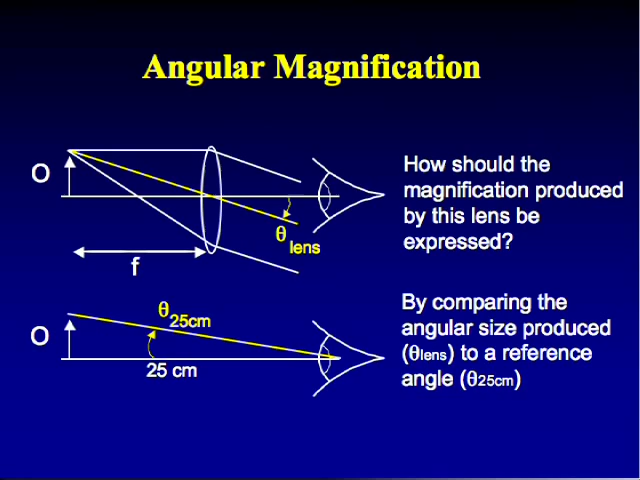 Angular Magnification
O
How should the
magnification produced
by this lens be
expressed?
θlens
f
θ25cm
O
25 cm
By comparing the
angular size produced
(θlens) to a reference
angle (θ25cm)